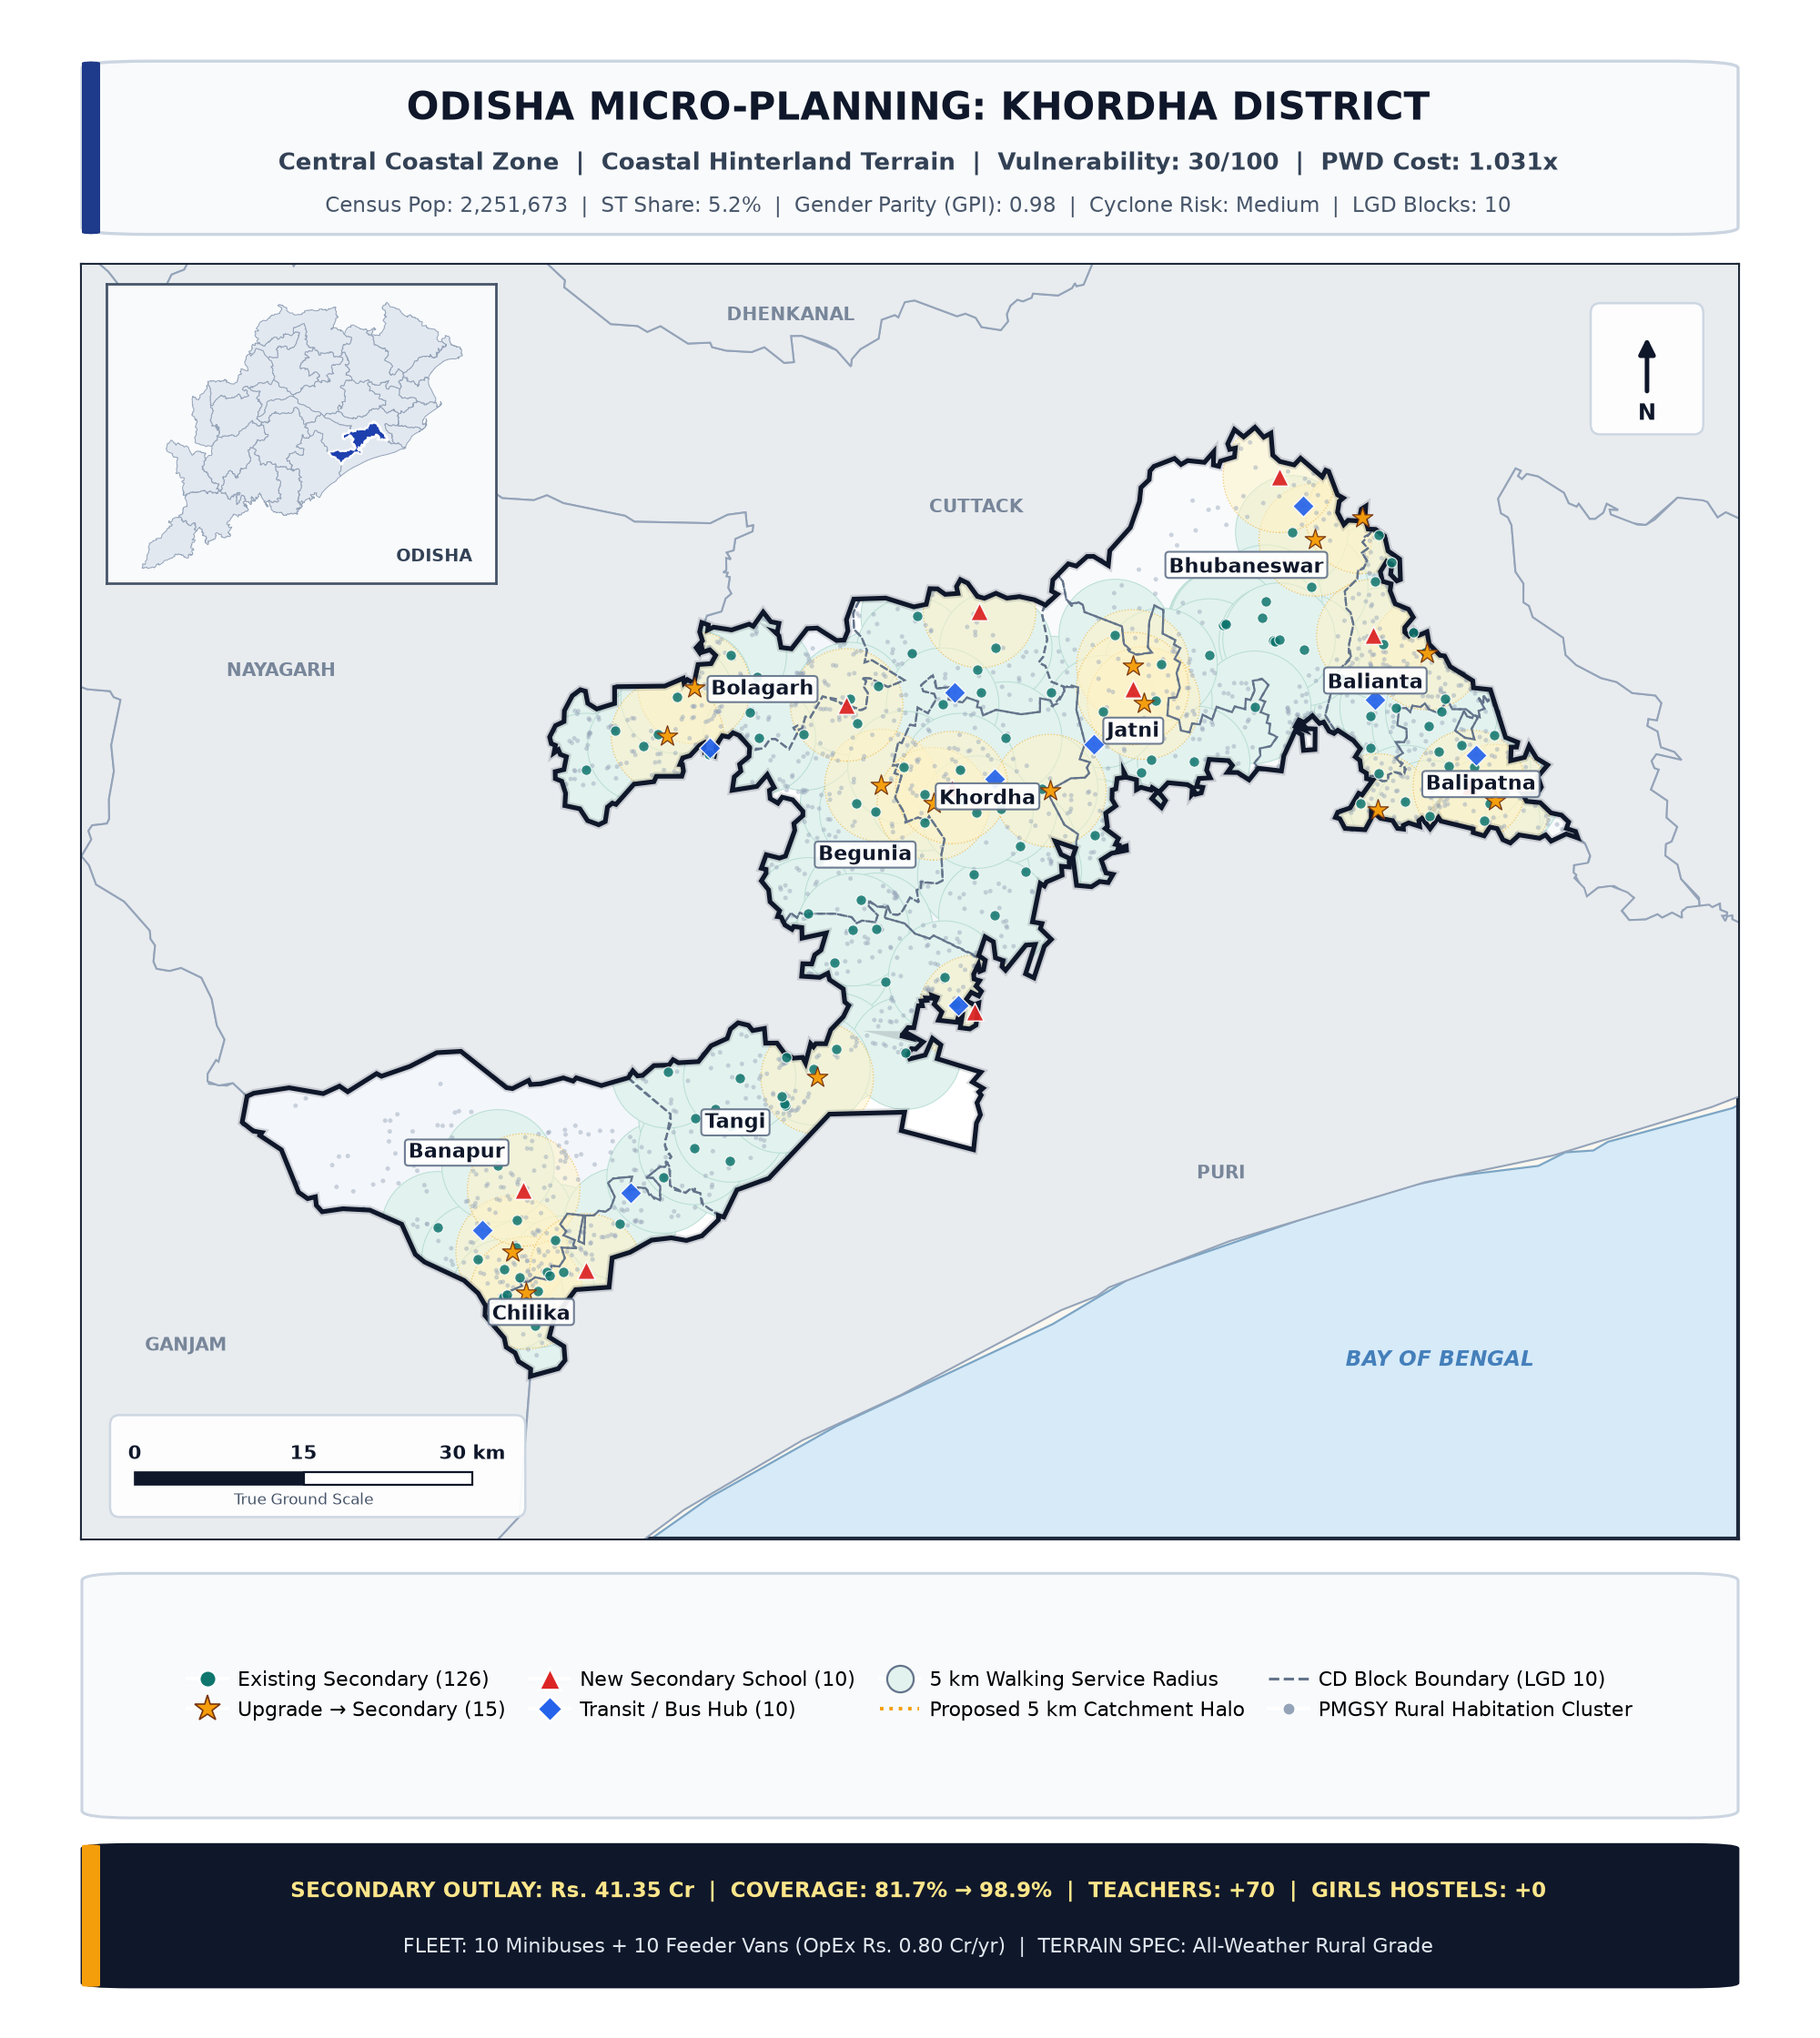 ODISHA MICRO-PLANNING: KHORDHA DISTRICT
Central Coastal Zone | Coastal Hinterland Terrain | Vulnerability: 30/100 | PWD Cost: 1.031x
Census Pop: 2,251,673 | ST Share: 5.2% | Gender Parity (GPI): 0.98 | Cyclone Risk: Medium | LGD Blocks: 10
DHENKANAL
N
CUTTACK
ODISHA
Bhubaneswar
NAYAGARH
Balianta
Bolagarh
Jatni
Balipatna
Khordha
Begunia
Tangi
Banapur
PURI
Chilika
GANJAM
BAY OF BENGAL
0 15 30 km
True Ground Scale
Existing Secondary (126)
New Secondary School (10)
5 km Walking Service Radius
CD Block Boundary (LGD 10)
Upgrade → Secondary (15)
Transit / Bus Hub (10)
Proposed 5 km Catchment Halo
PMGSY Rural Habitation Cluster
SECONDARY OUTLAY: Rs. 41.35 Cr | COVERAGE: 81.7% → 98.9% | TEACHERS: +70 | GIRLS HOSTELS: +0
FLEET: 10 Minibuses + 10 Feeder Vans (OpEx Rs. 0.80 Cr/yr) | TERRAIN SPEC: All-Weather Rural Grade